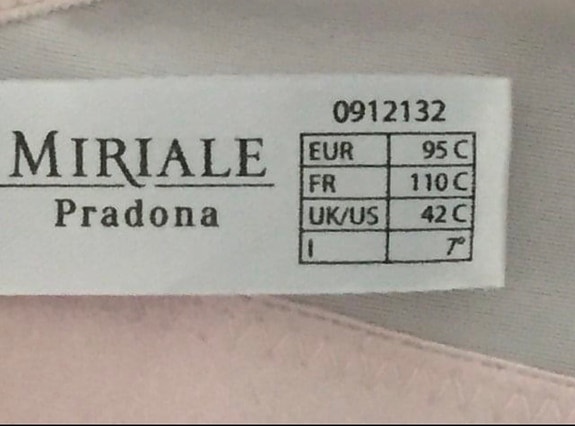 MIRIALE
Pradona
0912132
EUR 95 C
FR 110 C
UK/US 42 C
I 7°